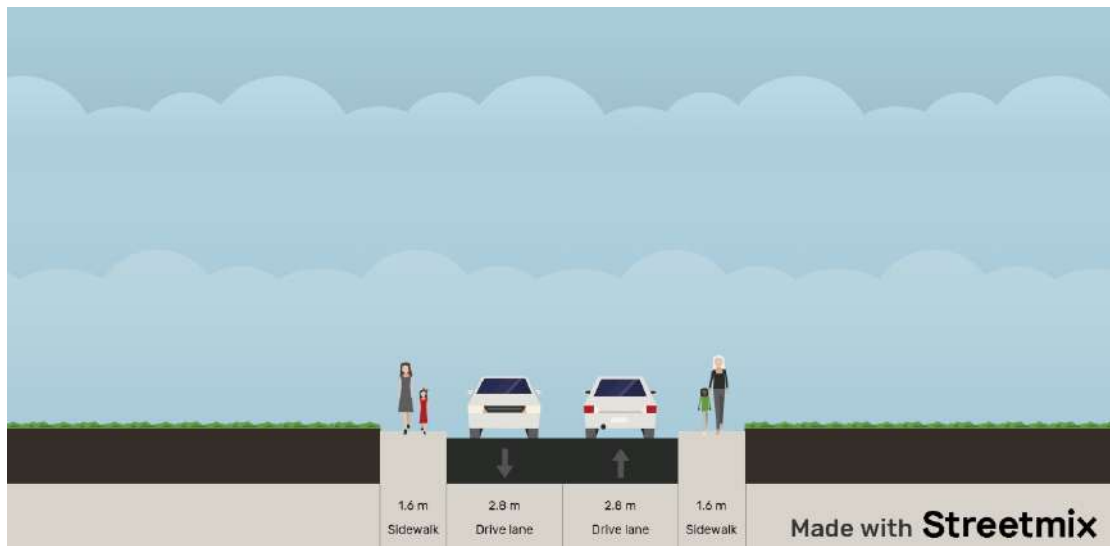 1.6 m
Sidewalk
2.8 m
Drive lane
2.8 m
Drive lane
1.6 m
Sidewalk
Made with Streetmix